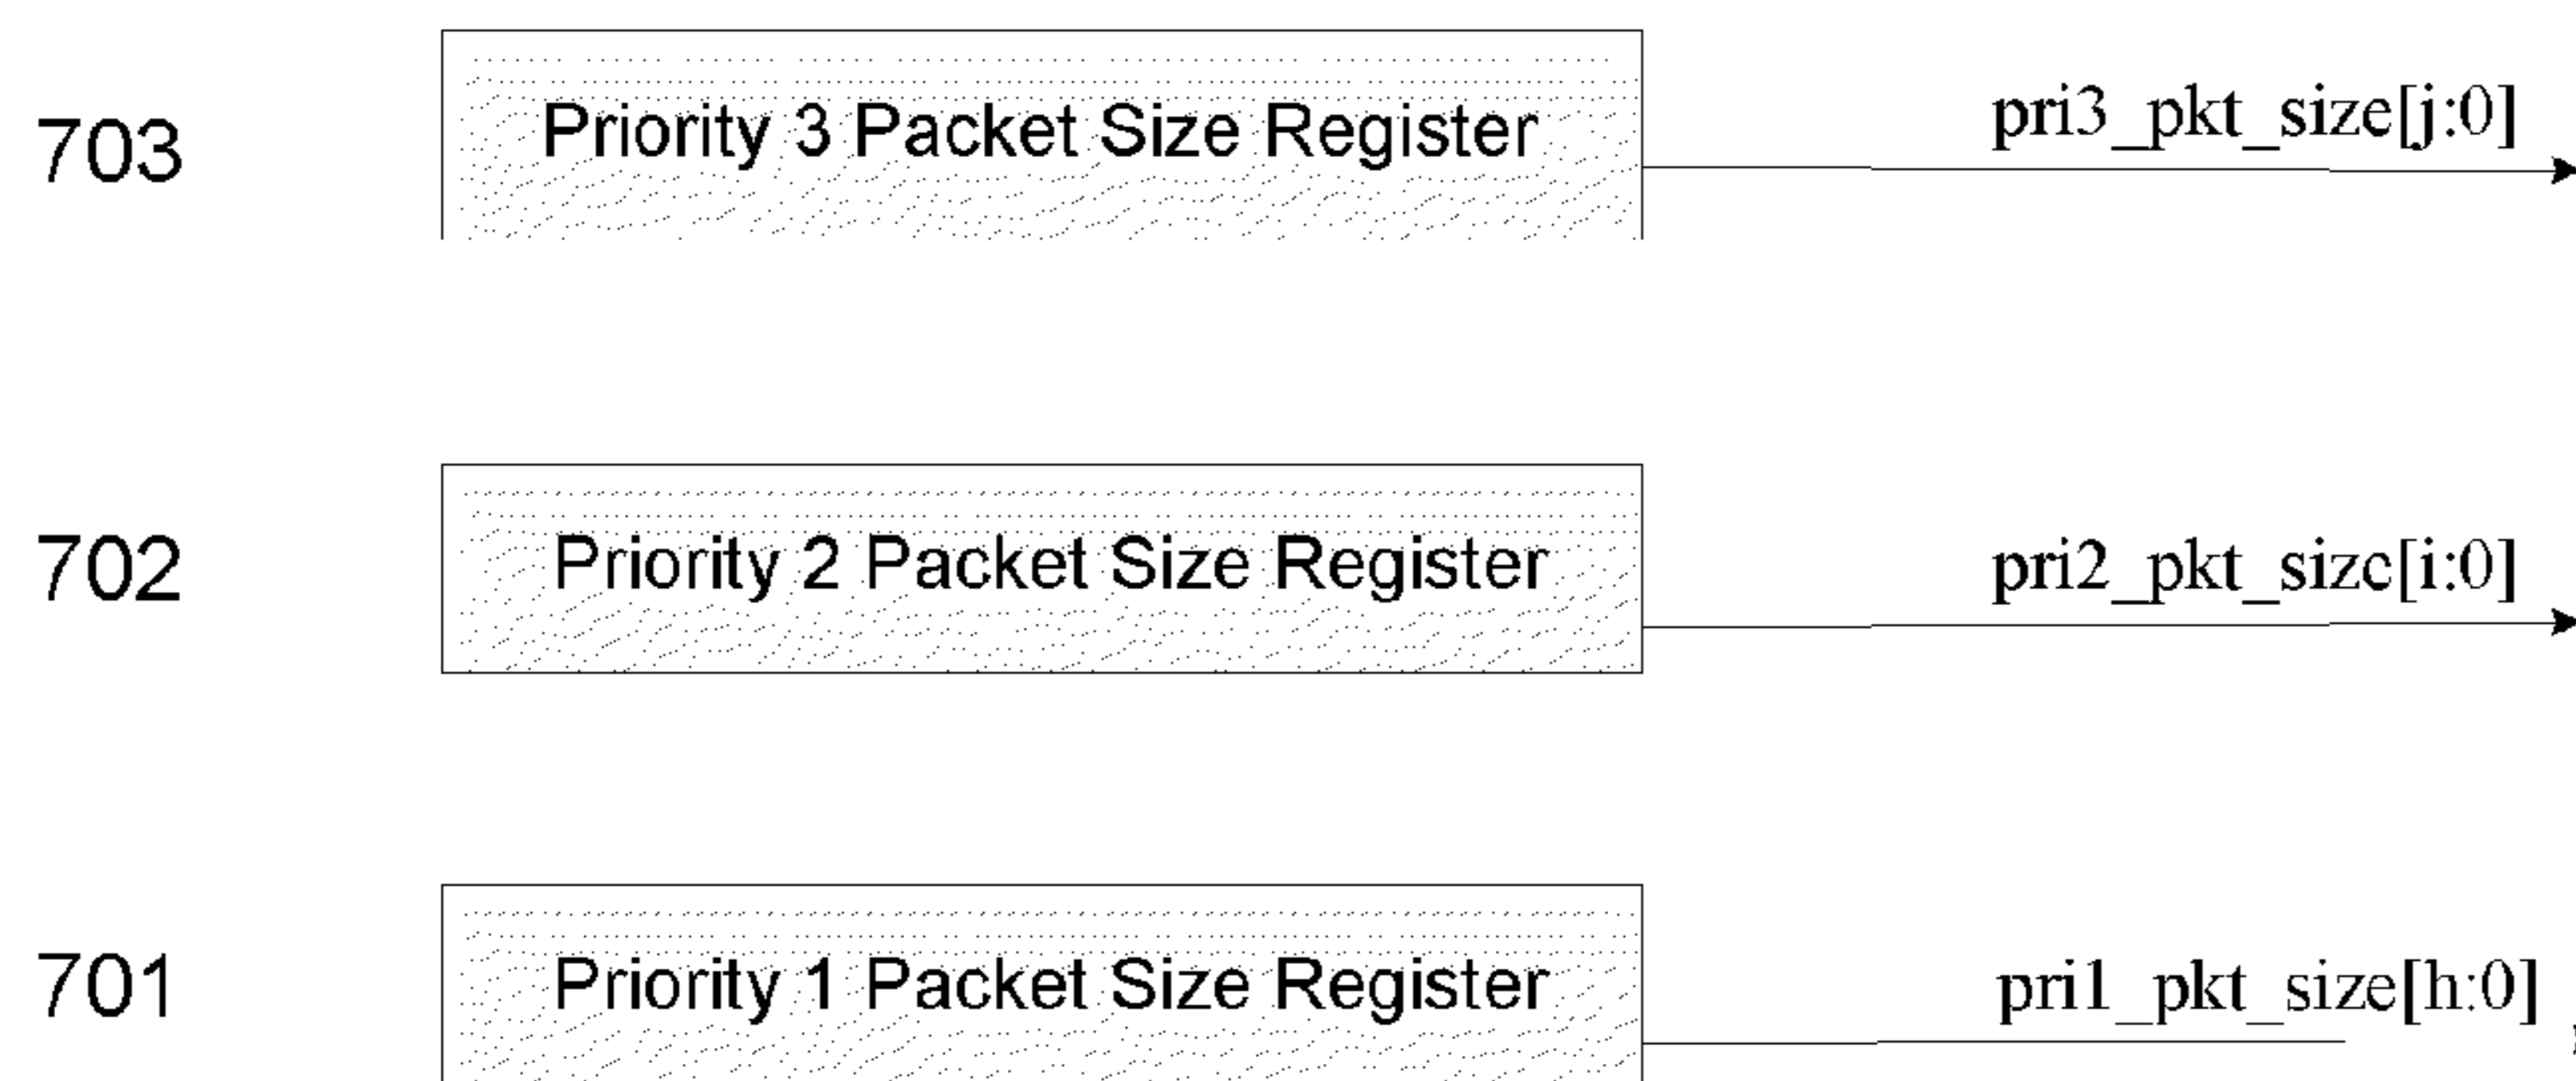 703 Priority 3 Packet Size Register pri3_pkt_size[j:0]
702 Priority 2 Packet Size Register pri2_pkt_sizc[i:0]
701 Priority 1 Packet Size Register pri1_pkt_size[h:0]